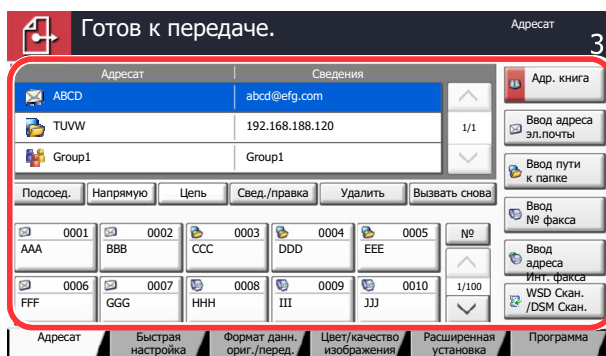 Готов к передаче.
Адресат
3
Адресат Сведения
ABCD abcd@efg.com
TUVW 192.168.188.120
Group1 Group1
1/1
Адр. книга
Ввод адреса
эл.почты
Ввод пути
к папке
Ввод
№ факса
Ввод
адреса
Инт. факса
WSD Скан.
/DSM Скан.
Подсоед. Напрямую Цепь Свед./правка Удалить Вызвать снова
0001 0002 0003 0004 0005 №
AAA BBB CCC DDD EEE
0006 0007 0008 0009 0010 1/100
FFF GGG HHH III JJJ
Адресат
Быстрая
настройка
Формат данн.
ориг./перед.
Цвет/качество
изображения
Расширенная
установка
Программа